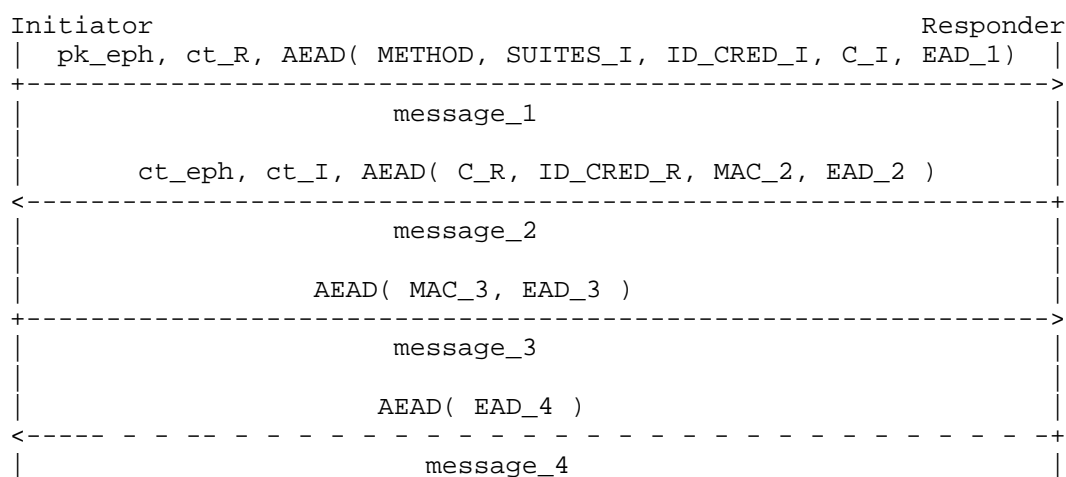 Initiator Responder
| pk_eph, ct_R, AEAD( METHOD, SUITES_I, ID_CRED_I, C_I, EAD_1) |
+------------------------------------------------------------------>
| message_1 |
| |
| ct_eph, ct_I, AEAD( C_R, ID_CRED_R, MAC_2, EAD_2 ) |
<------------------------------------------------------------------+
| message_2 |
| |
| AEAD( MAC_3, EAD_3 ) |
+------------------------------------------------------------------>
| message_3 |
| |
| AEAD( EAD_4 ) |
<----- - - -- - - - - - - - - - - - - - - - - - - - - - - - - - - -+
| message_4 |